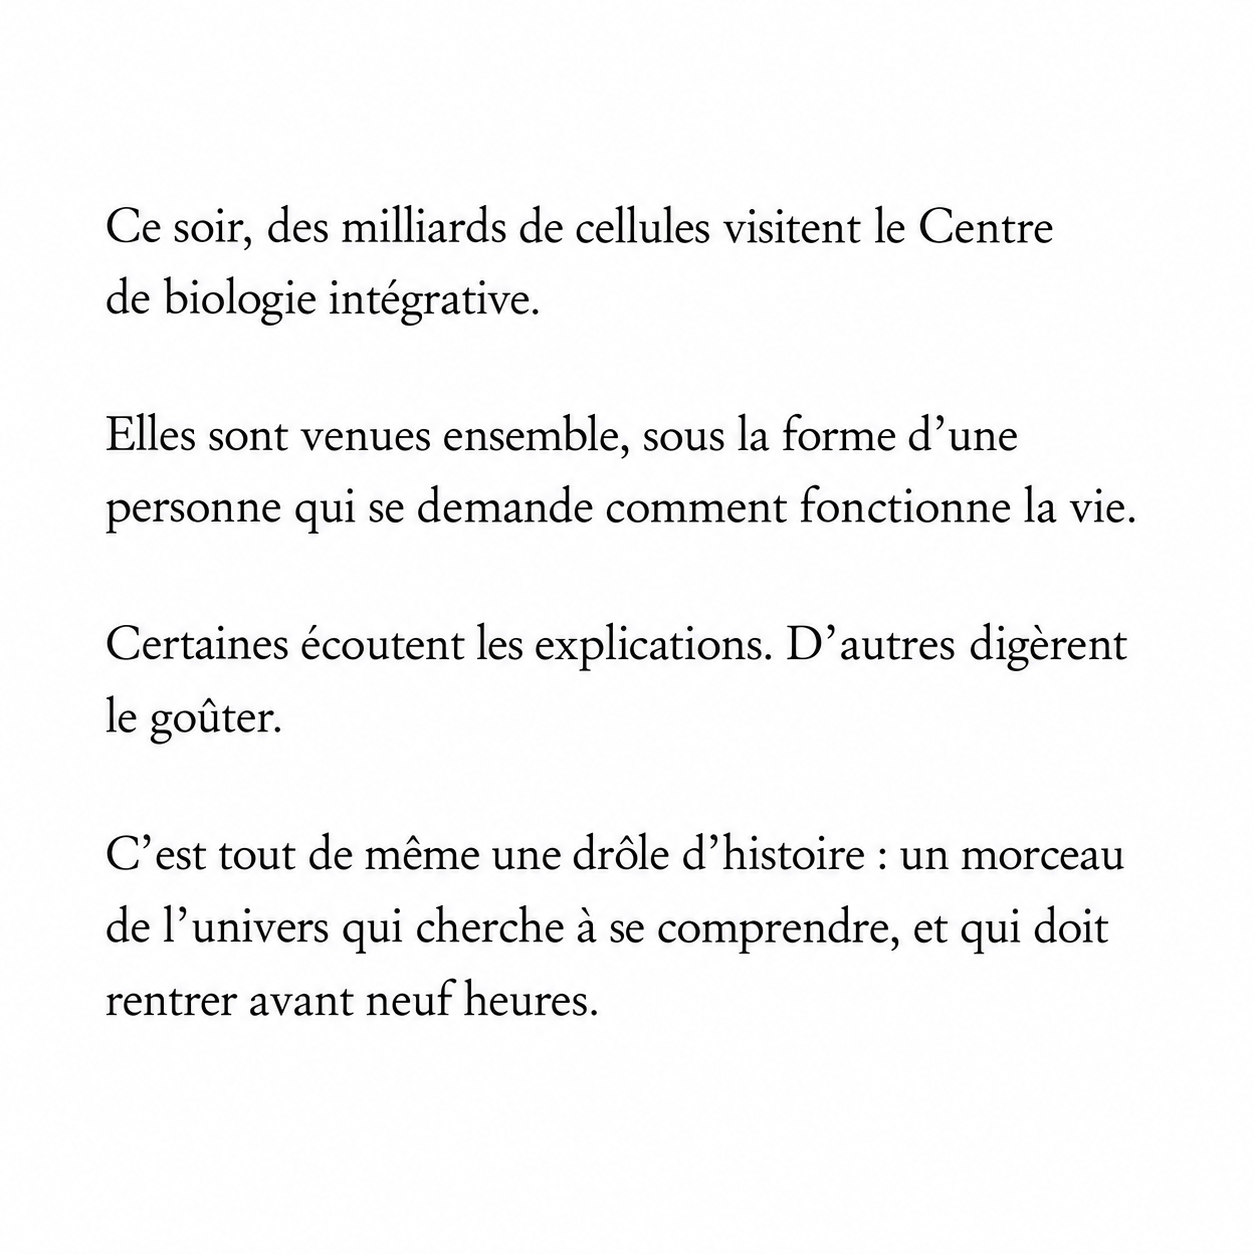 Ce soir, des milliards de cellules visitent le Centre
de biologie intégrative.
Elles sont venues ensemble, sous la forme d’une
personne qui se demande comment fonctionne la vie.
Certaines écoutent les explications. D’autres digèrent
le goûter.
C’est tout de même une drôle d’histoire : un morceau
de l’univers qui cherche à se comprendre, et qui doit
rentrer avant neuf heures.